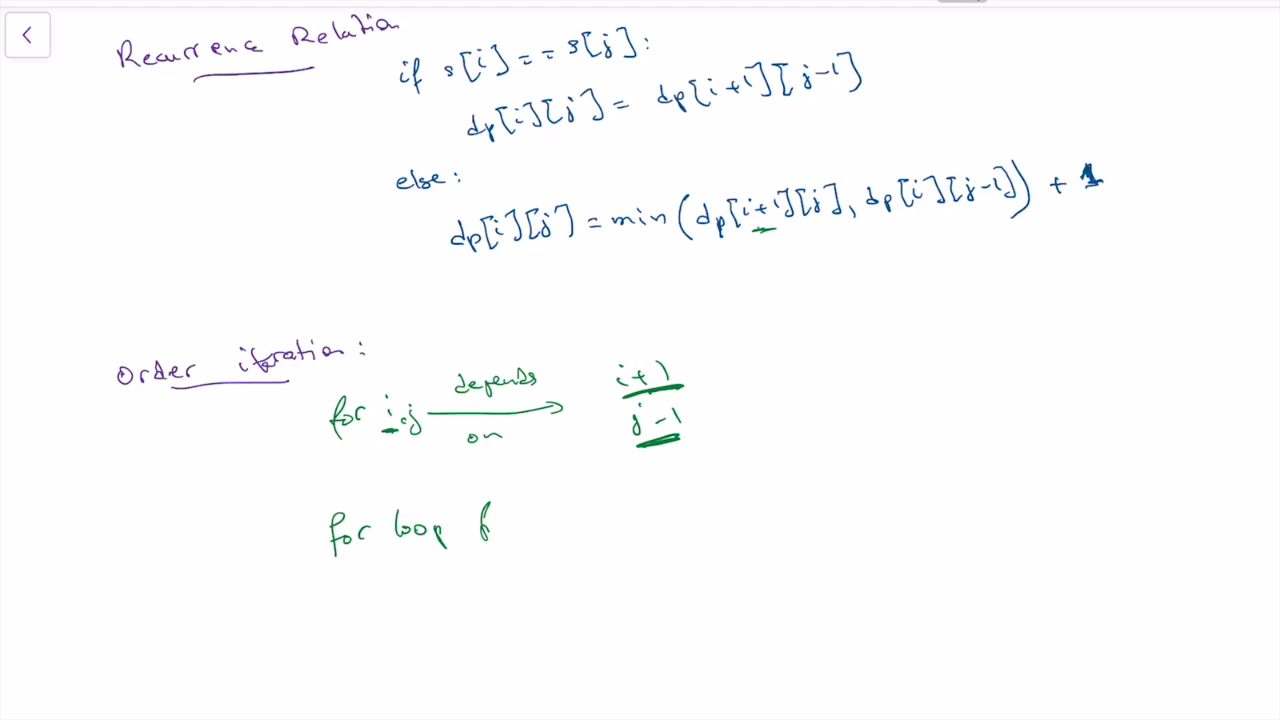 Recurrence Relation
if s[i] == s[j]:
dp[i][j] = dp[i+1][j-1]
else:
dp[i][j] = min(dp[i+1][j], dp[i][j-1]) + 1
Order iteration:
for i,j depends on i+1
j-1
for loop f